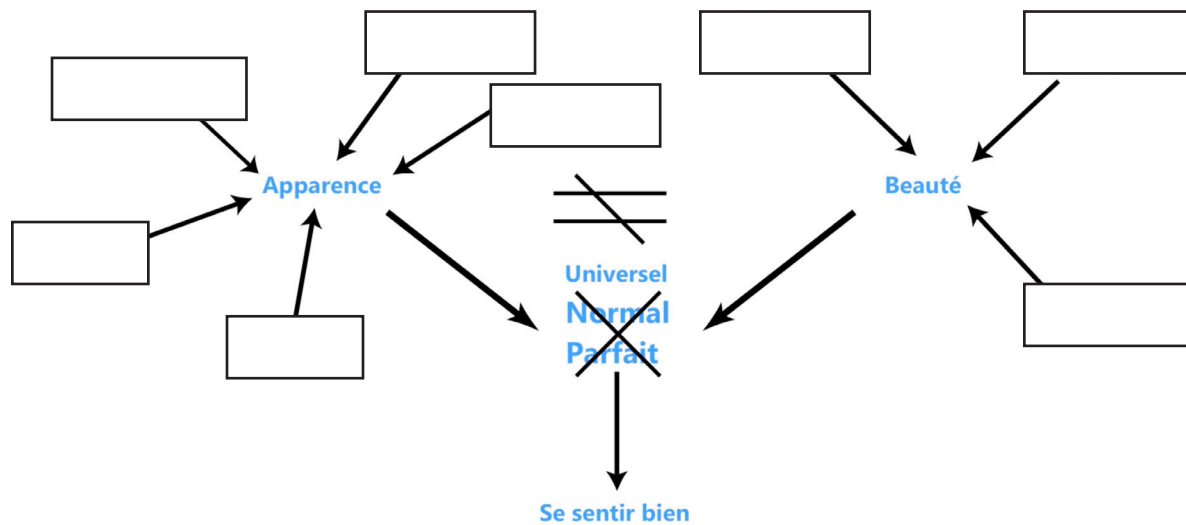 Apparence
Beauté
Universel
Normal
Parfait
Se sentir bien